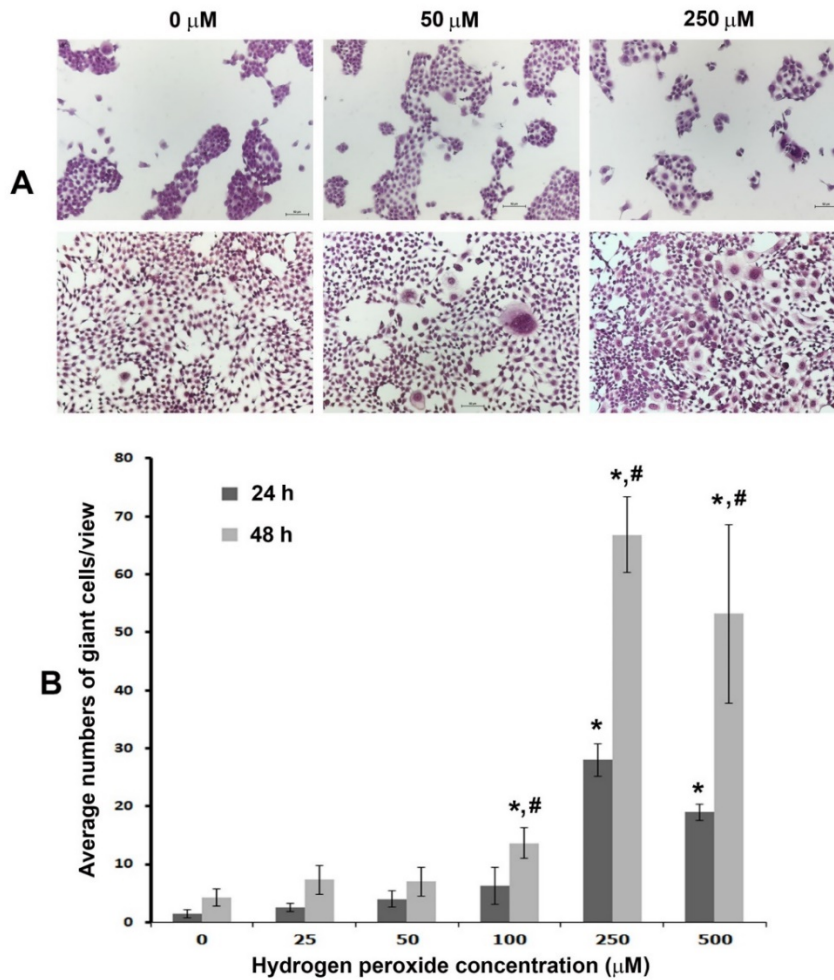 0 μM 50 μM 250 μM
A
B
Average numbers of giant cells/view
80
70
60
50
40
30
20
10
0
24 h
48 h
*,#
*
*,#
*
*,#
0 25 50 100 250 500
Hydrogen peroxide concentration (μM)